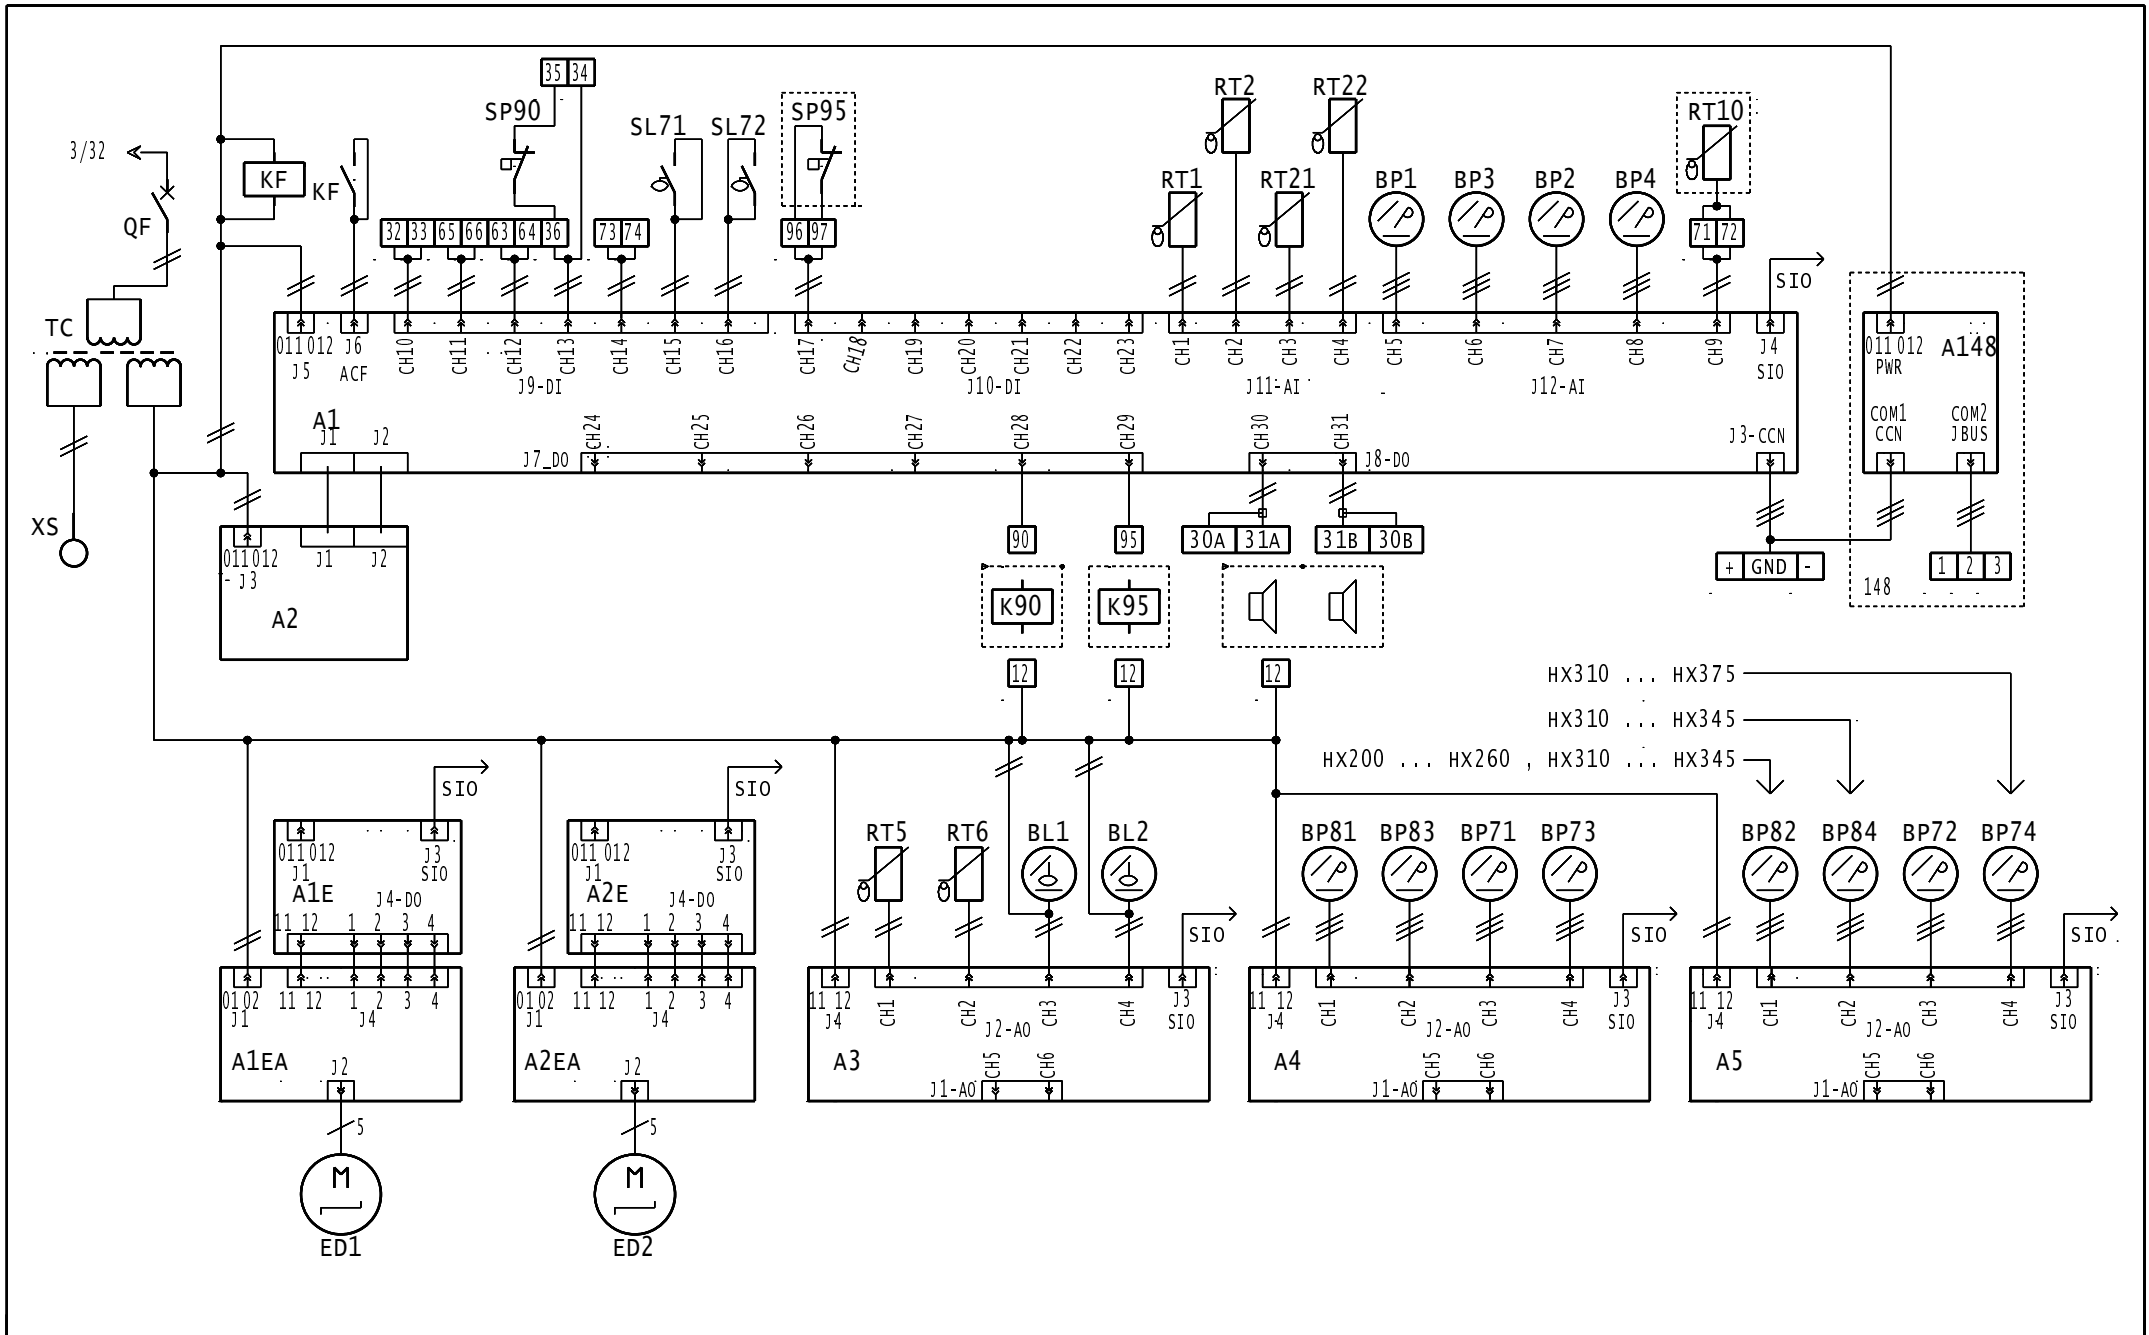 35 34
RT2 RT22
SP90 SP95 RT10
SL71 SL72
3/32
KF KF RT1 RT21 BP1 BP3 BP2 BP4
QF
32 33 65 66 63 64 36 73 74 96 97 71 72
SIO
TC
011 012 J6 CH10 CH11 CH12 CH13 CH14 CH15 CH16 CH17 CH18 CH19 CH20 CH21 CH22 CH23 CH1 CH2 CH3 CH4 CH5 CH6 CH7 CH8 CH9 J4 011 012 A148
J5 ACF J9-DI J10-DI J11-AI J12-AI SIO PWR
A1 COM1 COM2
J1 J2 CH24 CH25 CH26 CH27 CH28 CH29 CH30 CH31 J3-CCN CCN JBUS
J7_DO J8-DO
XS
90 95 30A 31A 31B 30B
011 012 J1 J2
- J3 + GND - 1 2 3
148
A2 K90 K95
12 12 12
HX310 ... HX375
HX310 ... HX345
HX200 ... HX260 , HX310 ... HX345
SIO SIO
RT5 RT6 BL1 BL2 BP81 BP83 BP71 BP73 BP82 BP84 BP72 BP74
011 012 J3 011 012 J3
J1 SIO J1 SIO
A1E J4-DO A2E J4-DO
11 12 1 2 3 4 11 12 1 2 3 4
SIO SIO SIO
01 02 11 12 1 2 3 4 01 02 11 12 1 2 3 4 11 12 CH1 CH2 CH3 CH4 J3 11 12 CH1 CH2 CH3 CH4 J3 11 12 CH1 CH2 CH3 CH4 J3
J1 J4 J1 J4 J4 J2-AO SIO J4 J2-AO SIO J4 J2-AO SIO
A1EA J2 A2EA J2 A3 CH5 CH6 A4 CH5 CH6 A5 CH5 CH6
J1-AO J1-AO J1-AO
5 5
M M
ED1 ED2